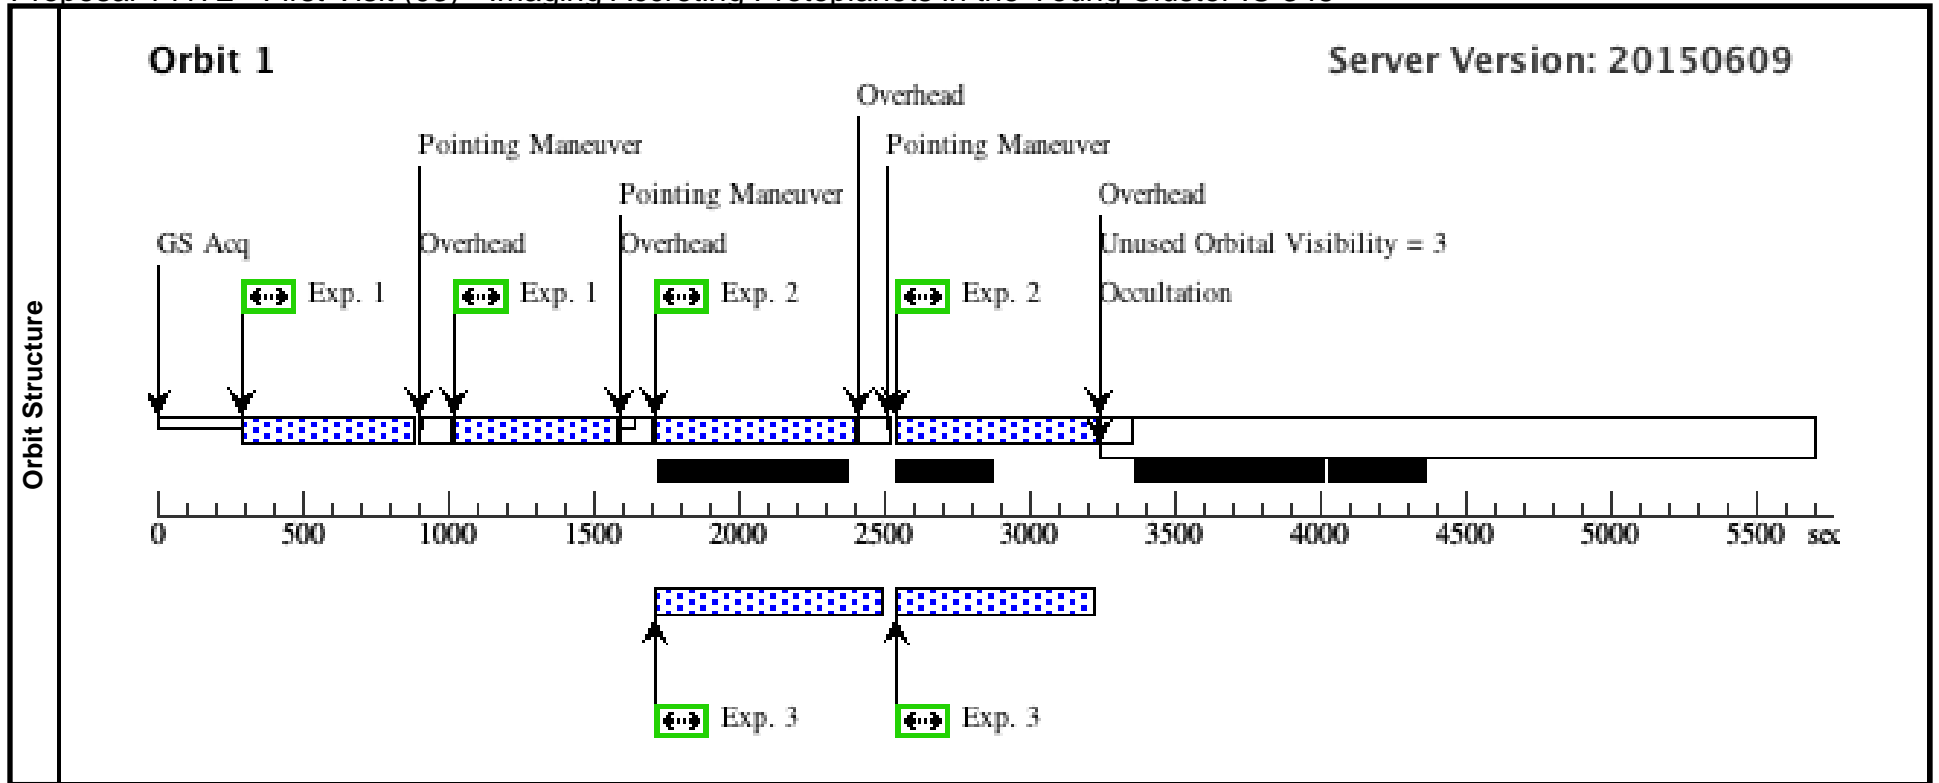 Orbit 1
Server Version: 20150609
Overhead
Pointing Maneuver
Pointing Maneuver
Pointing Maneuver
Overhead
GS Acq
Overhead
Overhead
Unused Orbital Visibility = 3
Exp. 1
Exp. 1
Exp. 2
Exp. 2
Occultation
Orbit Structure
0 500 1000 1500 2000 2500 3000 3500 4000 4500 5000 5500 sec
Exp. 3
Exp. 3